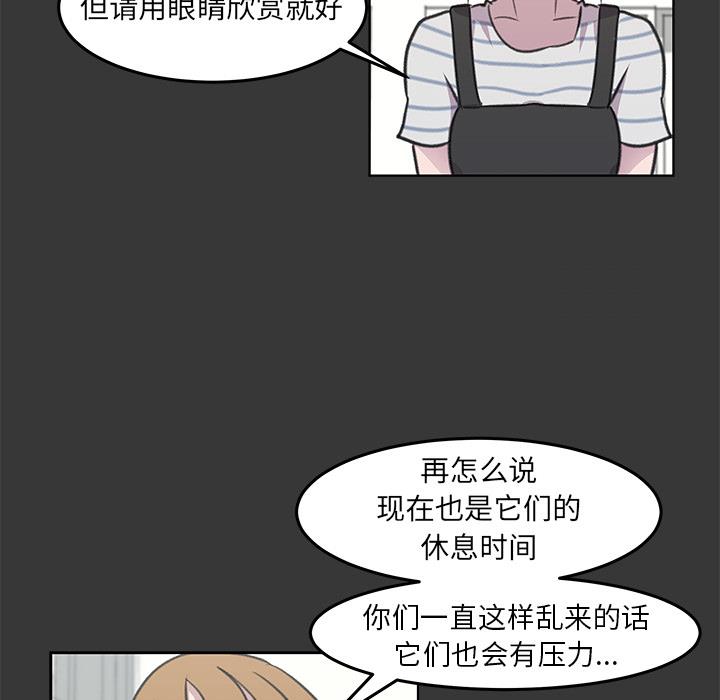 但请用眼睛欣赏就好
再怎么说
现在也是它们的
休息时间
你们一直这样乱来的话
它们也会有压力...